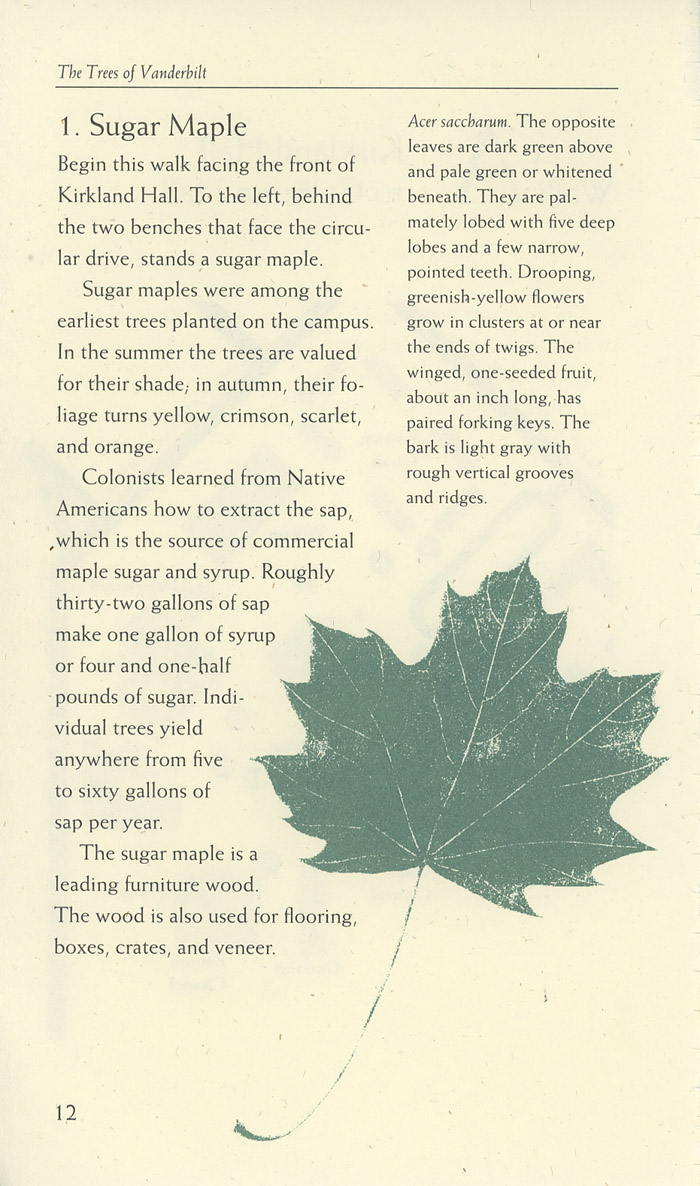 The Trees of Vanderbilt
1. Sugar Maple
Begin this walk facing the front of
Kirkland Hall. To the left, behind
the two benches that face the circu-
lar drive, stands a sugar maple.
Sugar maples were among the
earliest trees planted on the campus.
In the summer the trees are valued
for their shade; in autumn, their fo-
liage turns yellow, crimson, scarlet,
and orange.
Colonists learned from Native
Americans how to extract the sap,
which is the source of commercial
maple sugar and syrup. Roughly
thirty-two gallons of sap
make one gallon of syrup
or four and one-half
pounds of sugar. Indi-
vidual trees yield
anywhere from five
to sixty gallons of
sap per year.
The sugar maple is a
leading furniture wood.
The wood is also used for flooring,
boxes, crates, and veneer.
Acer saccharum. The opposite
leaves are dark green above
and pale green or whitened
beneath. They are pal-
mately lobed with five deep
lobes and a few narrow,
pointed teeth. Drooping,
greenish-yellow flowers
grow in clusters at or near
the ends of twigs. The
winged, one-seeded fruit,
about an inch long, has
paired forking keys. The
bark is light gray with
rough vertical grooves
and ridges.
12